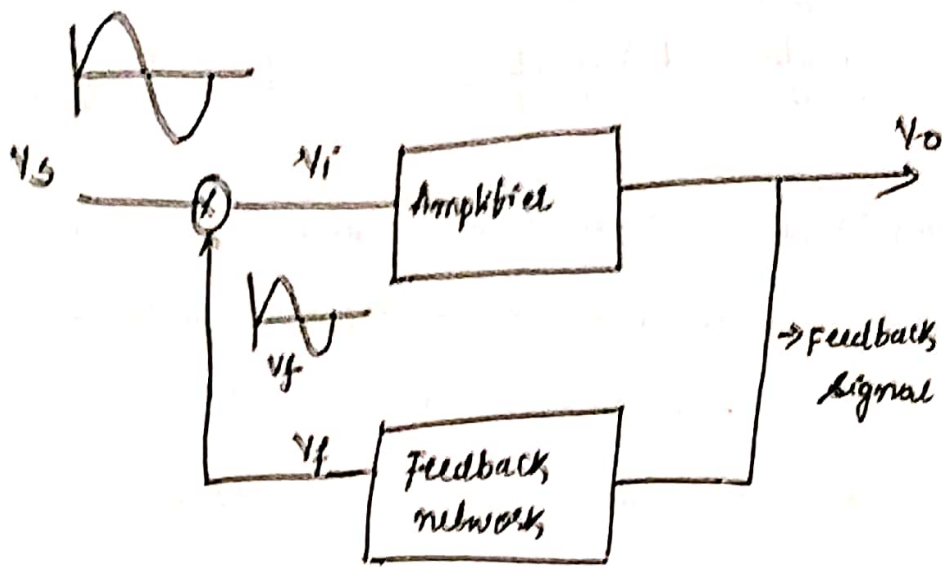 Vs
Vi
Amplifier
Vo
Vf
→ Feedback
signal
Vf
Feedback
network